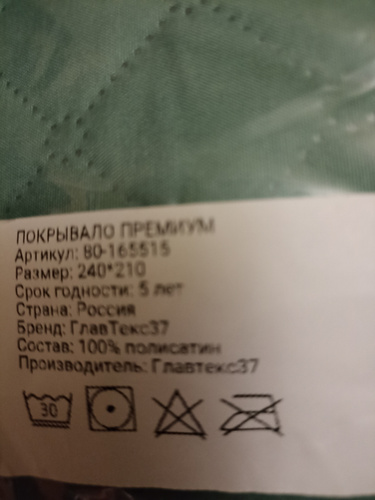 ПОКРЫВАЛО ПРЕМИУМ
Артикул: 80-165515
Размер: 240*210
Срок годности: 5 лет
Страна: Россия
Бренд: ГлавТекс37
Состав: 100% полисатин
Производитель: Главтекс37
30